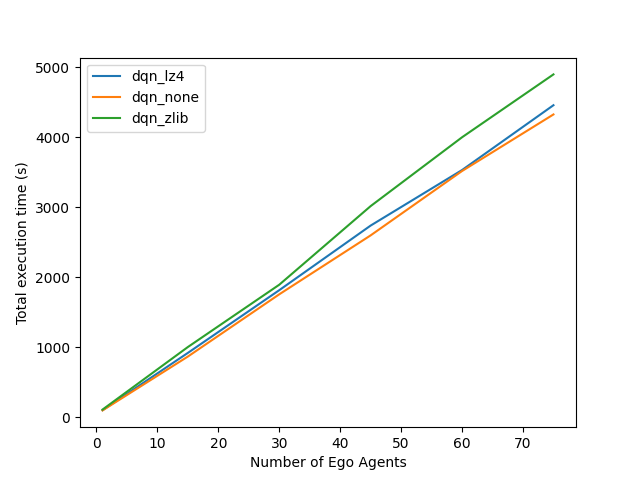 dqn_lz4
dqn_none
dqn_zlib
5000
4000
3000
2000
1000
0
Total execution time (s)
0 10 20 30 40 50 60 70
Number of Ego Agents